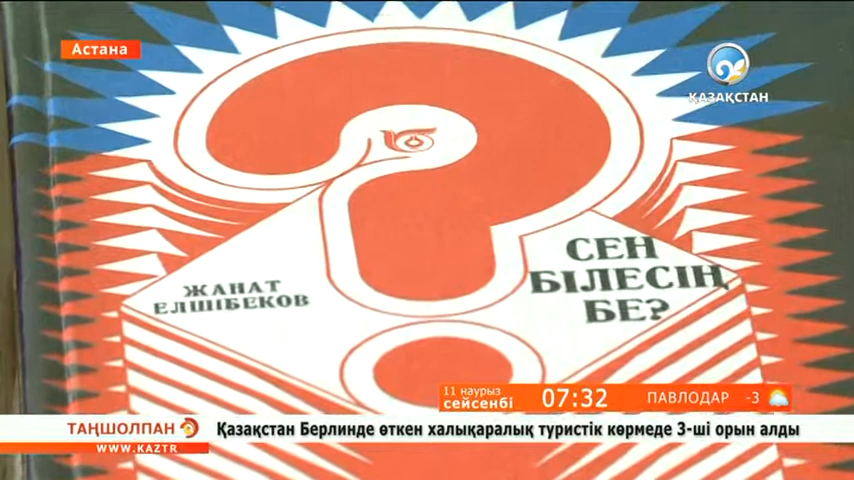 Астана
ҚАЗАҚСТАН
СЕН
БІЛЕСІҢ
БЕ?
ЖАНАТ
ЕЛШІБЕКОВ
11 наурыз
сейсенбі
07:32
ПАВЛОДАР -3
ТАҢШОЛПАН
WWW.KAZTR
Қазақстан Берлинде өткен халықаралық туристік көрмеде 3-ші орын алды